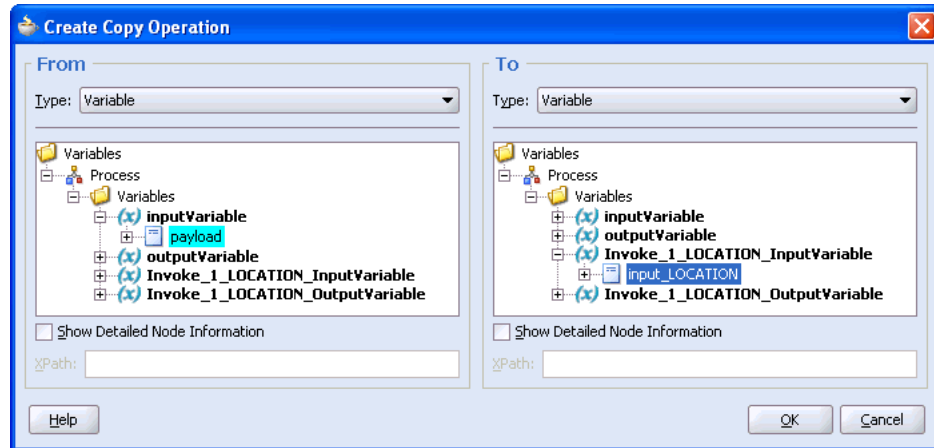 Create Copy Operation
From
Type: Variable
Variables
Process
Variables
inputVariable
payload
outputVariable
Invoke_1_LOCATION_InputVariable
Invoke_1_LOCATION_OutputVariable
Show Detailed Node Information
XPath:
To
Type: Variable
Variables
Process
Variables
inputVariable
outputVariable
Invoke_1_LOCATION_InputVariable
input_LOCATION
Invoke_1_LOCATION_OutputVariable
Show Detailed Node Information
XPath:
Help
OK
Cancel